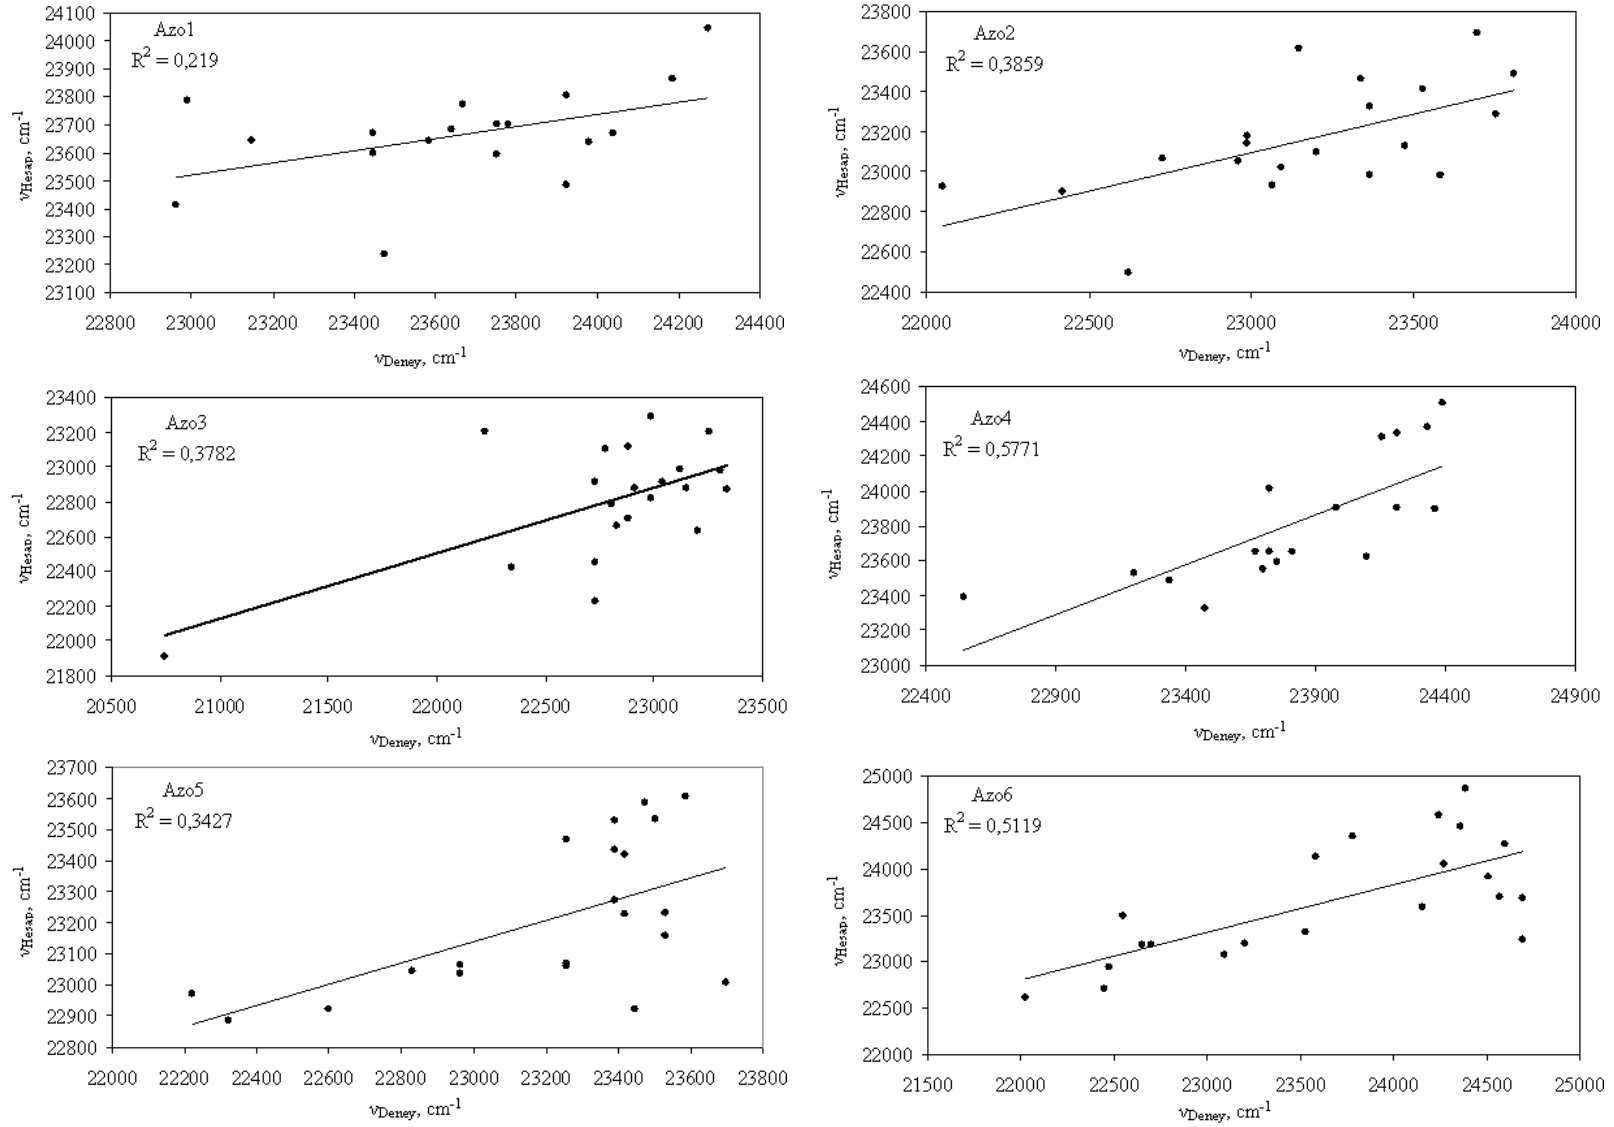 Azo1
R² = 0,219
νHesap, cm⁻¹
24100
24000
23900
23800
23700
23600
23500
23400
23300
23200
23100
22800 23000 23200 23400 23600 23800 24000 24200 24400
νDeney, cm⁻¹
Azo2
R² = 0,3859
νHesap, cm⁻¹
23800
23600
23400
23200
23000
22800
22600
22400
22000 22500 23000 23500 24000
νDeney, cm⁻¹
Azo3
R² = 0,3782
νHesap, cm⁻¹
23400
23200
23000
22800
22600
22400
22200
22000
21800
20500 21000 21500 22000 22500 23000 23500
νDeney, cm⁻¹
Azo4
R² = 0,5771
νHesap, cm⁻¹
24600
24400
24200
24000
23800
23600
23400
23200
23000
22400 22900 23400 23900 24400 24900
νDeney, cm⁻¹
Azo5
R² = 0,3427
νHesap, cm⁻¹
23700
23600
23500
23400
23300
23200
23100
23000
22900
22800
22000 22200 22400 22600 22800 23000 23200 23400 23600 23800
νDeney, cm⁻¹
Azo6
R² = 0,5119
νHesap, cm⁻¹
25000
24500
24000
23500
23000
22500
22000
21500 22000 22500 23000 23500 24000 24500 25000
νDeney, cm⁻¹